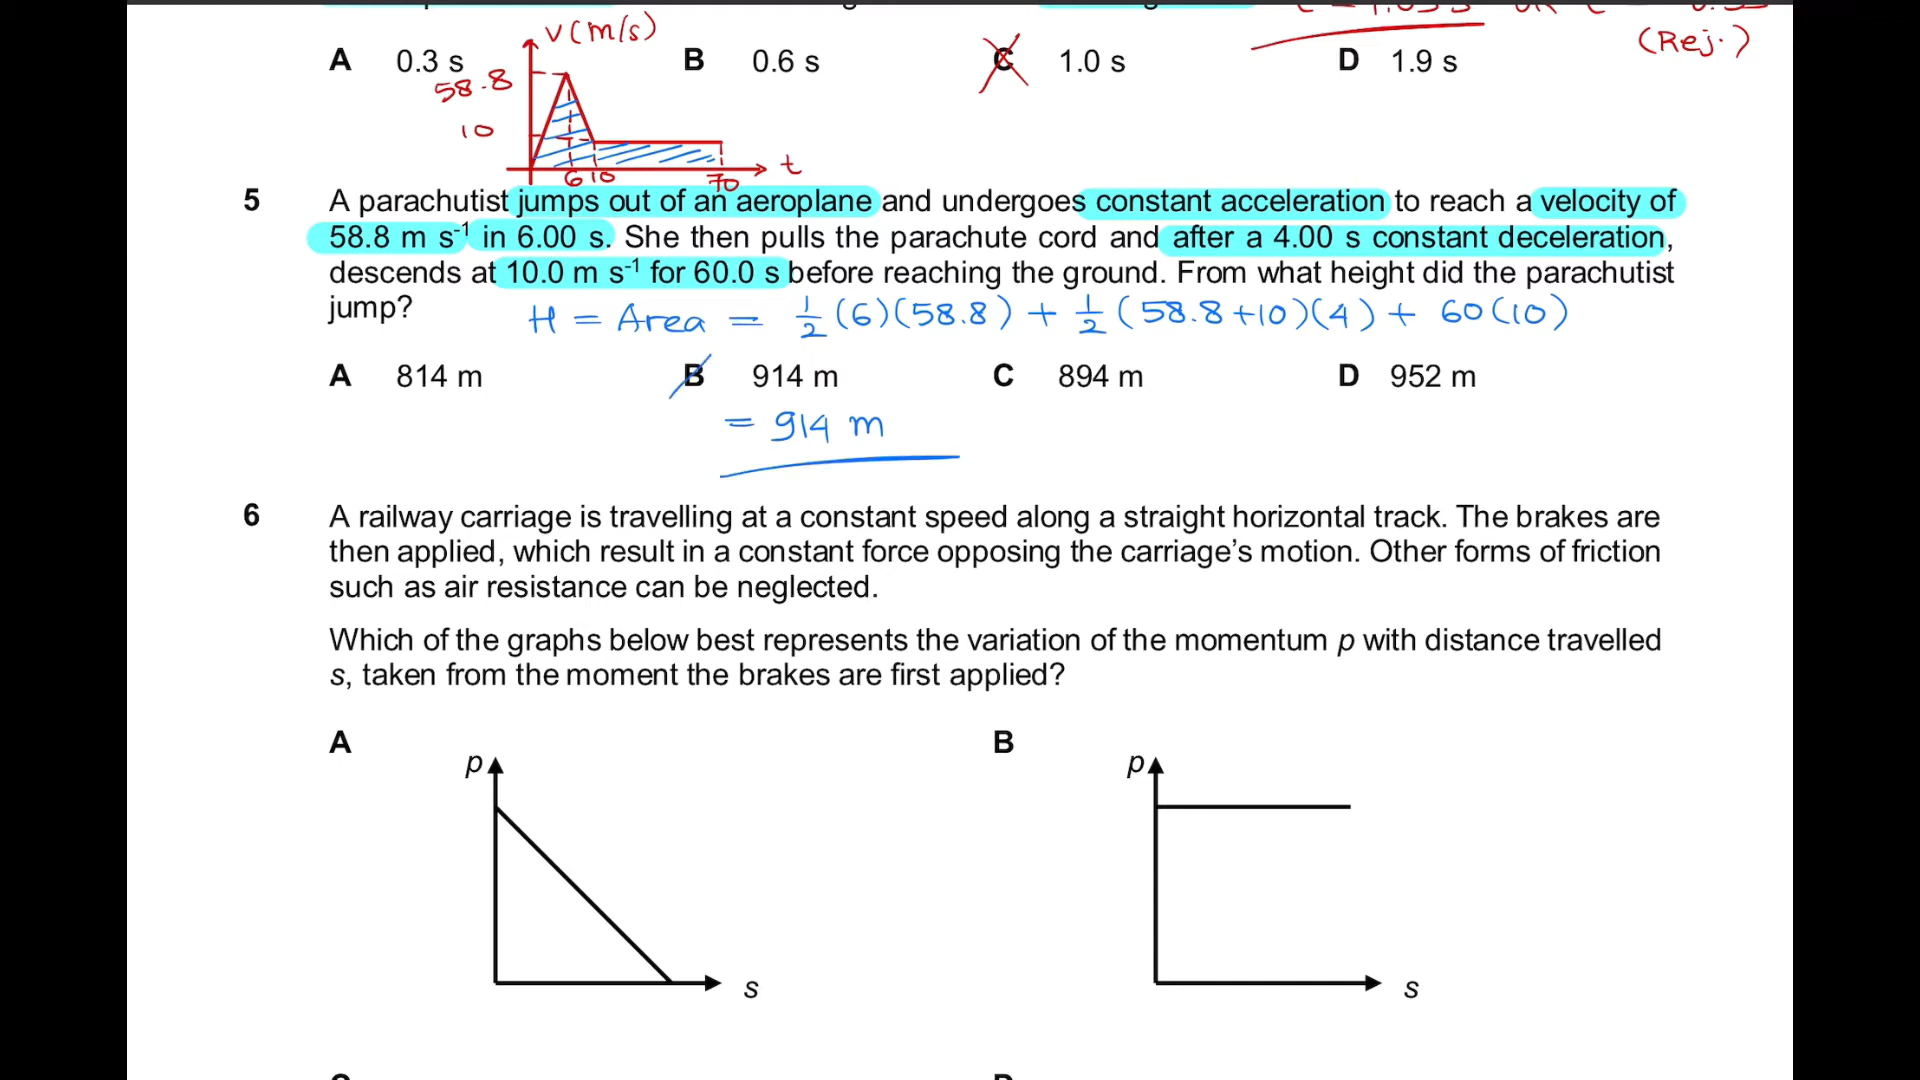 (Rej.)
A 0.3 s B 0.6 s C 1.0 s D 1.9 s
v(m/s)
58.8
10
6 10 70 t
5 A parachutist jumps out of an aeroplane and undergoes constant acceleration to reach a velocity of
58.8 m s⁻¹ in 6.00 s. She then pulls the parachute cord and after a 4.00 s constant deceleration,
descends at 10.0 m s⁻¹ for 60.0 s before reaching the ground. From what height did the parachutist
jump?
H = Area = ½(6)(58.8) + ½(58.8+10)(4) + 60(10)
A 814 m B 914 m C 894 m D 952 m
= 914 m
6 A railway carriage is travelling at a constant speed along a straight horizontal track. The brakes are
then applied, which result in a constant force opposing the carriage’s motion. Other forms of friction
such as air resistance can be neglected.
Which of the graphs below best represents the variation of the momentum p with distance travelled
s, taken from the moment the brakes are first applied?
A B
p p
s s